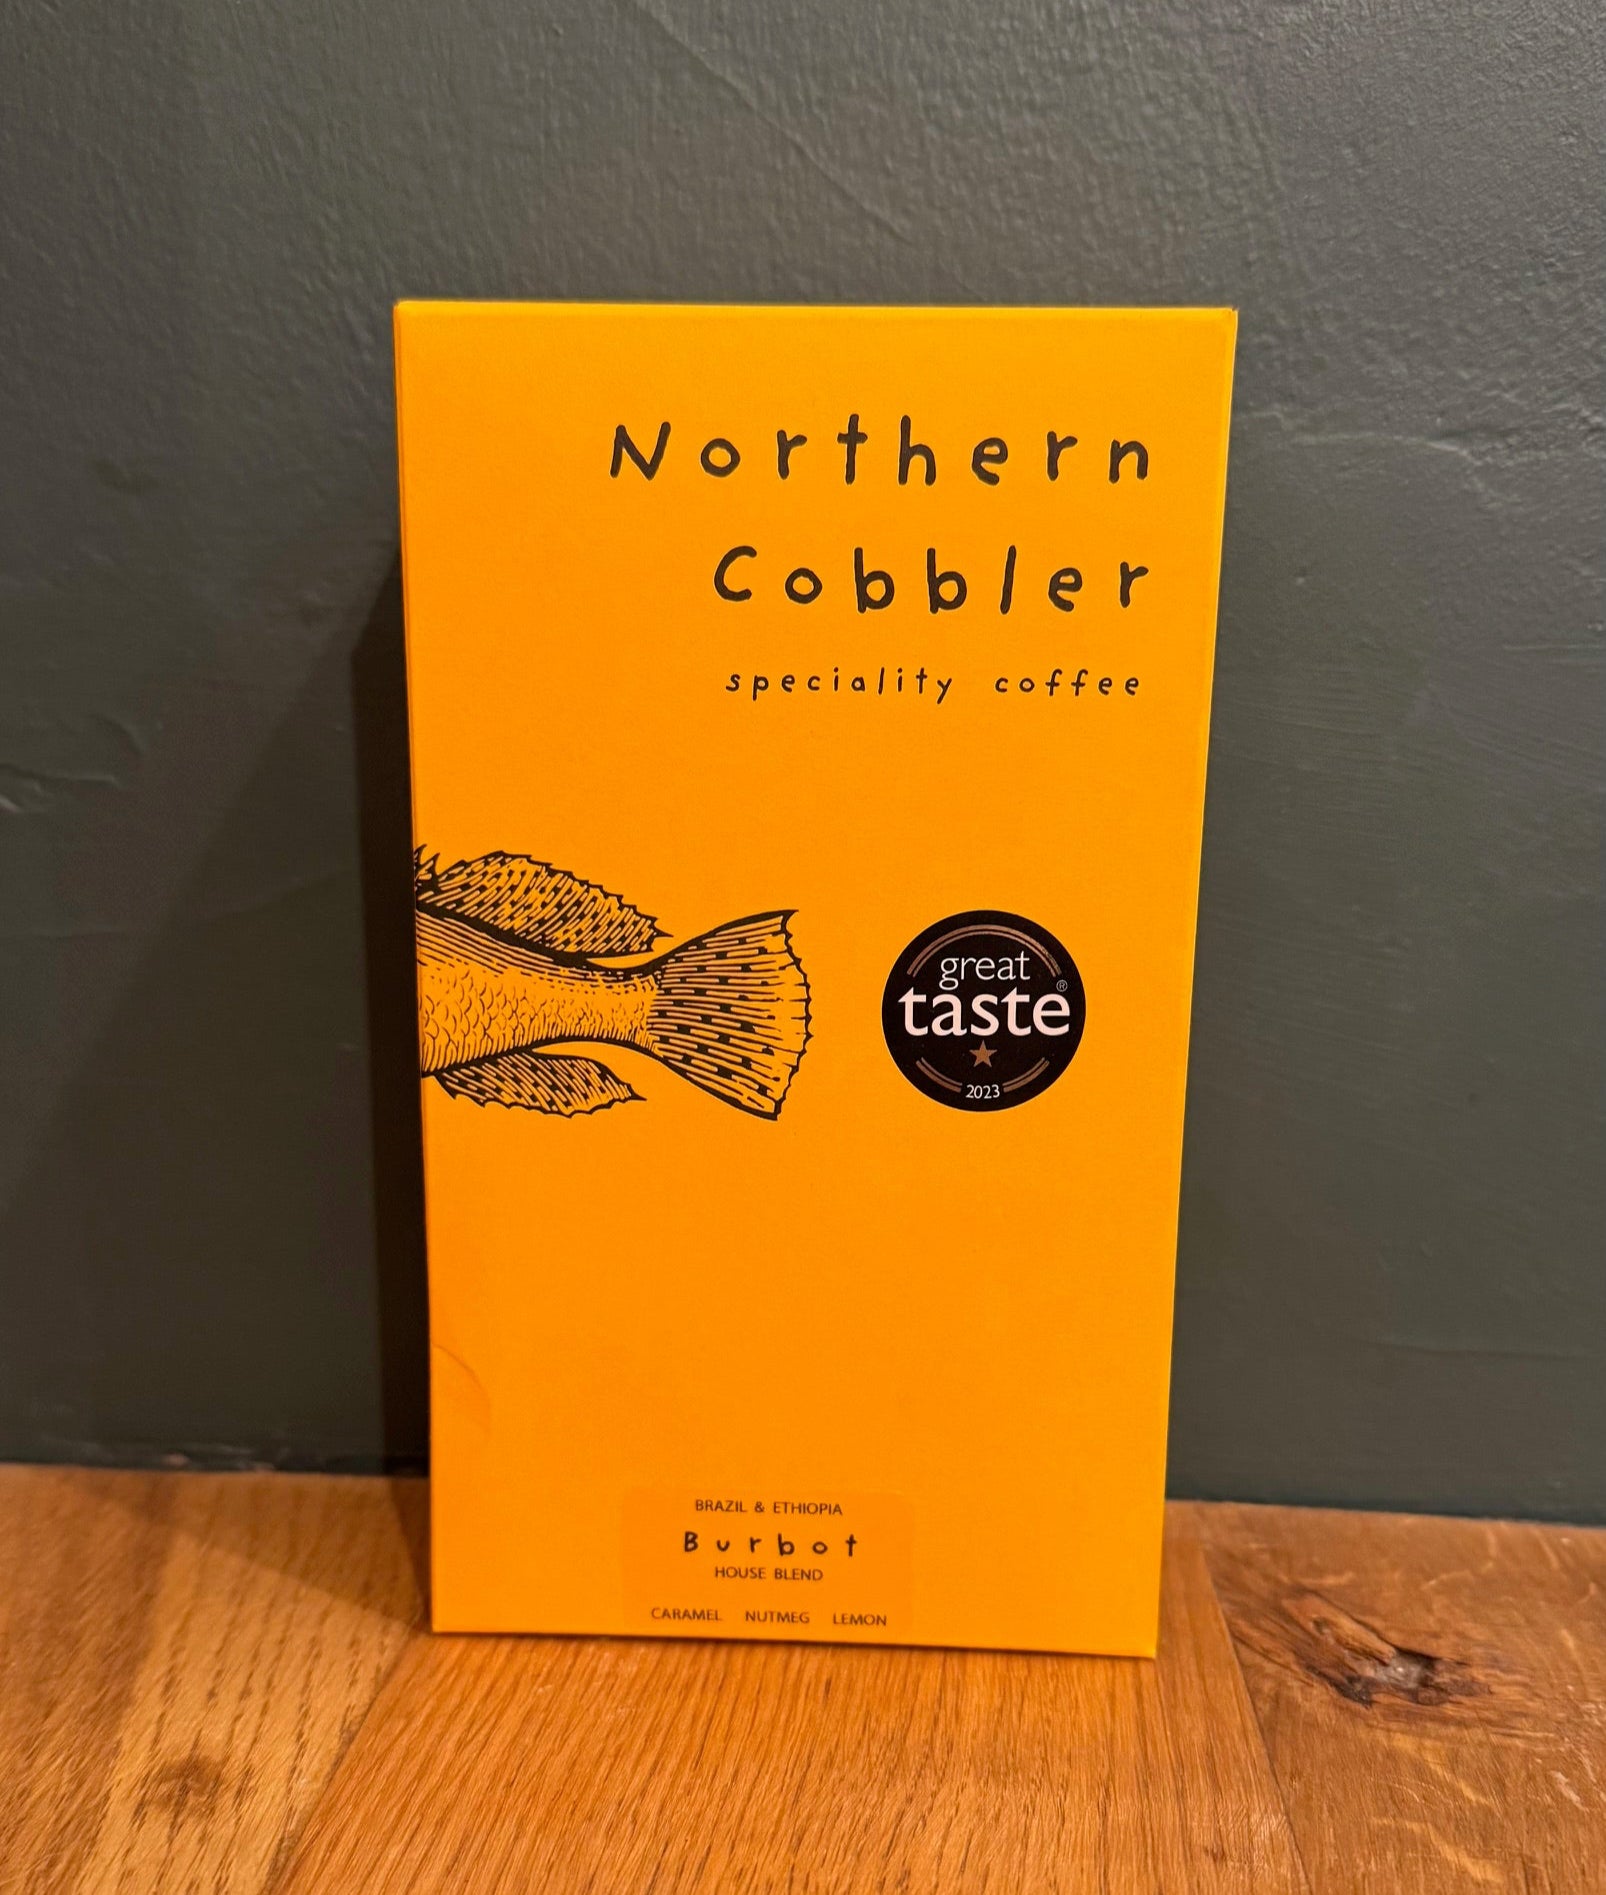 Northern
Cobbler
speciality coffee
great
taste®
2023
BRAZIL & ETHIOPIA
Burbot
HOUSE BLEND
CARAMEL NUTMEG LEMON